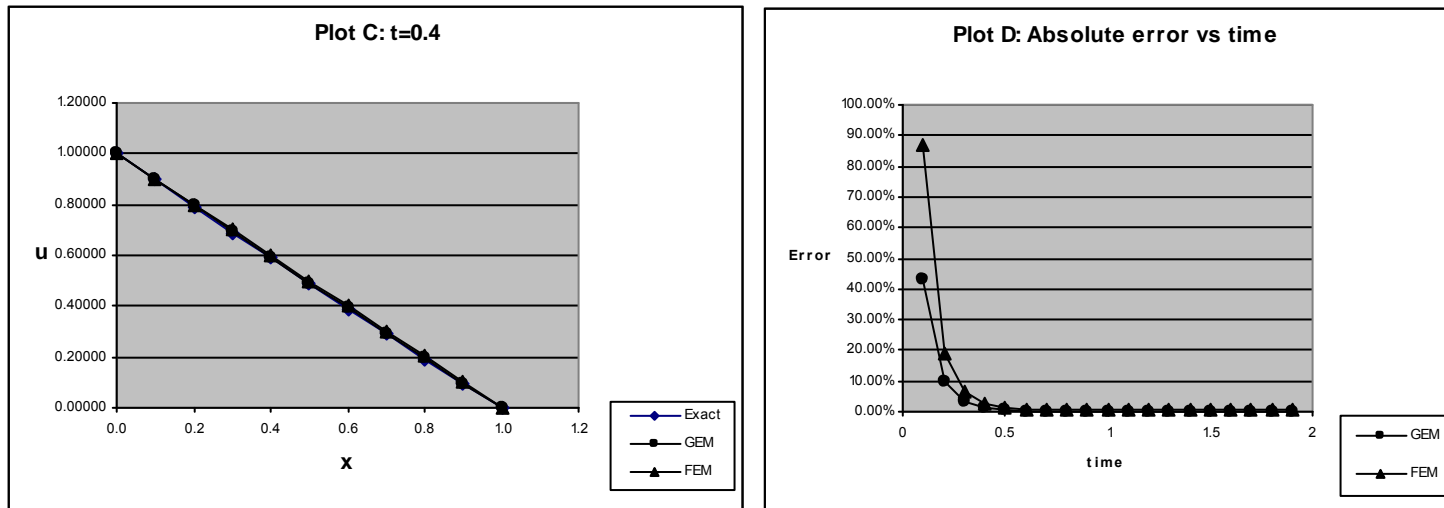 Plot C: t=0.4
1.20000
1.00000
0.80000
u
0.60000
0.40000
0.20000
0.00000
0.0 0.2 0.4 0.6 0.8 1.0 1.2
x
Exact
GEM
FEM
Plot D: Absolute error vs time
100.00%
90.00%
80.00%
70.00%
60.00%
50.00%
Error
40.00%
30.00%
20.00%
10.00%
0.00%
0 0.5 1 1.5 2
time
GEM
FEM